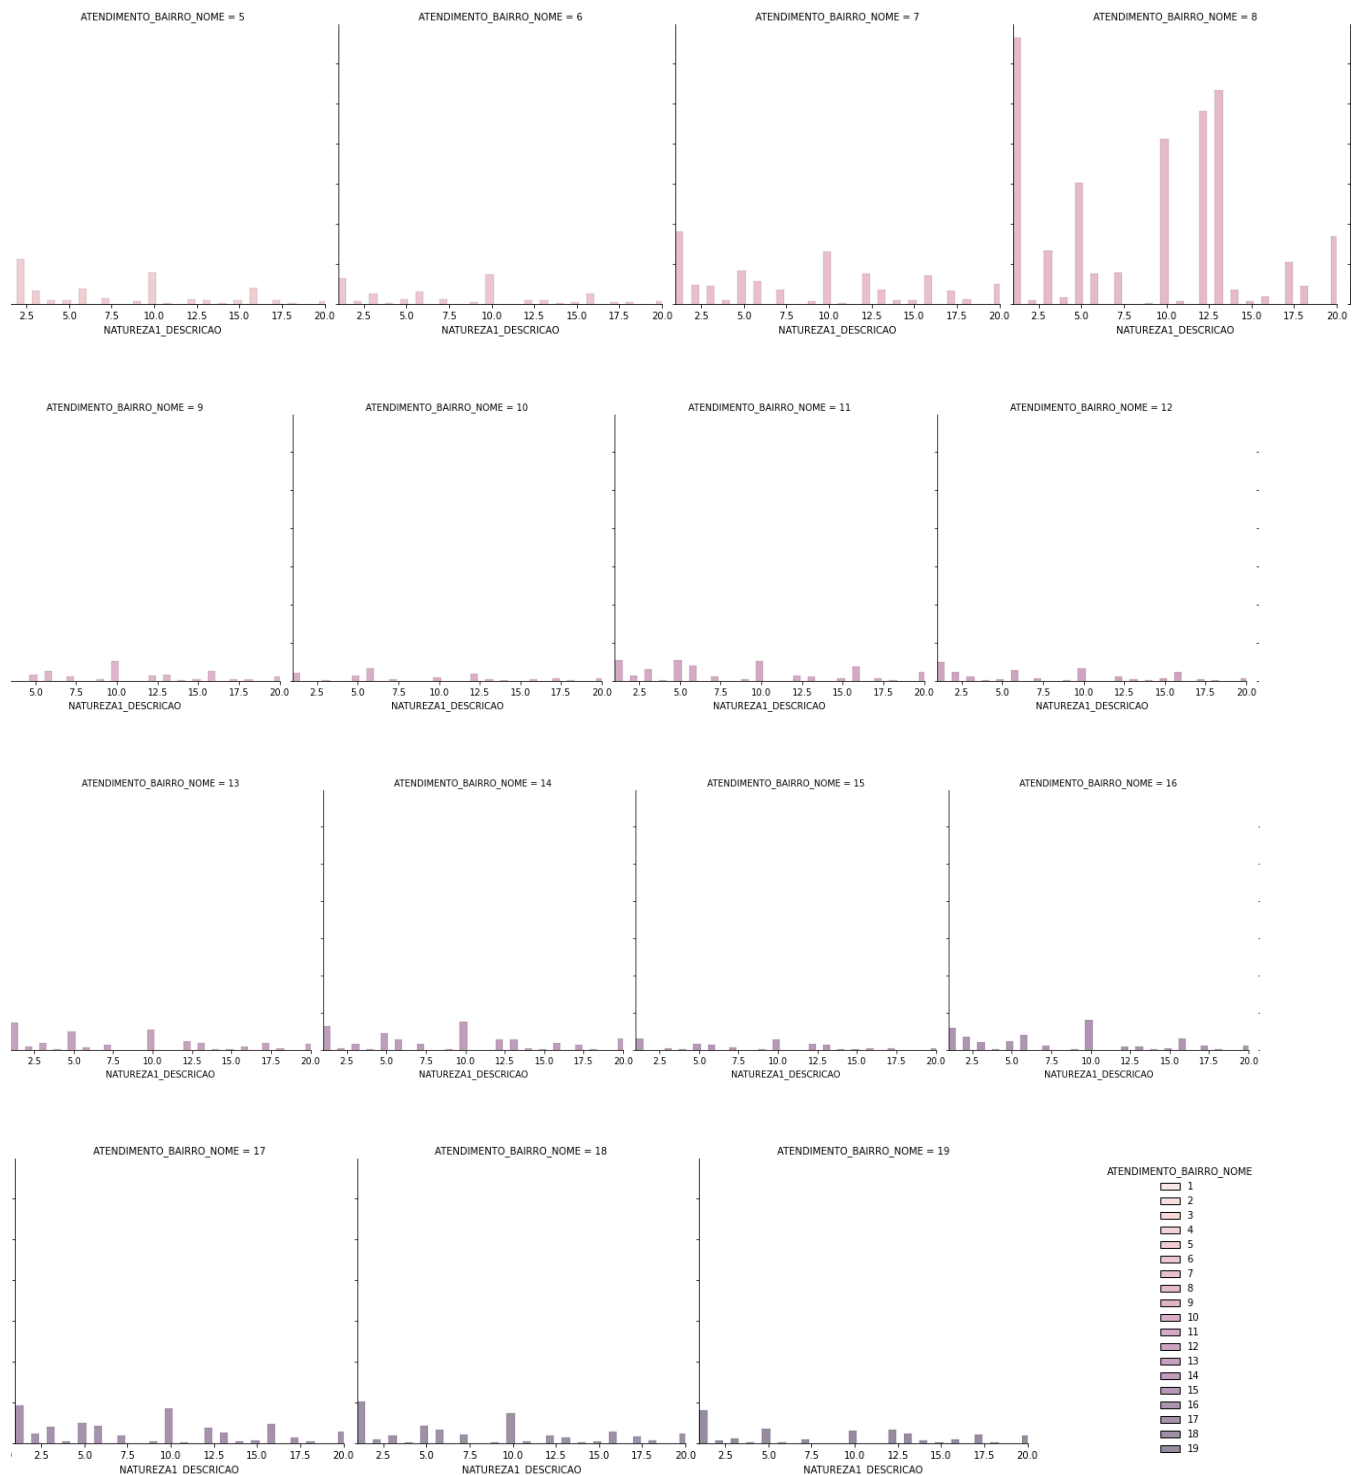 ATENDIMENTO_BAIRRO_NOME = 5 ATENDIMENTO_BAIRRO_NOME = 6 ATENDIMENTO_BAIRRO_NOME = 7 ATENDIMENTO_BAIRRO_NOME = 8
2.5 5.0 7.5 10.0 12.5 15.0 17.5 20.0 2.5 5.0 7.5 10.0 12.5 15.0 17.5 20.0 2.5 5.0 7.5 10.0 12.5 15.0 17.5 20.0 2.5 5.0 7.5 10.0 12.5 15.0 17.5 20.0
NATUREZA1_DESCRICAO NATUREZA1_DESCRICAO NATUREZA1_DESCRICAO NATUREZA1_DESCRICAO
ATENDIMENTO_BAIRRO_NOME = 9 ATENDIMENTO_BAIRRO_NOME = 10 ATENDIMENTO_BAIRRO_NOME = 11 ATENDIMENTO_BAIRRO_NOME = 12
5.0 7.5 10.0 12.5 15.0 17.5 20.0 2.5 5.0 7.5 10.0 12.5 15.0 17.5 20.0 2.5 5.0 7.5 10.0 12.5 15.0 17.5 20.0 2.5 5.0 7.5 10.0 12.5 15.0 17.5 20.0
NATUREZA1_DESCRICAO NATUREZA1_DESCRICAO NATUREZA1_DESCRICAO NATUREZA1_DESCRICAO
ATENDIMENTO_BAIRRO_NOME = 13 ATENDIMENTO_BAIRRO_NOME = 14 ATENDIMENTO_BAIRRO_NOME = 15 ATENDIMENTO_BAIRRO_NOME = 16
2.5 5.0 7.5 10.0 12.5 15.0 17.5 20.0 2.5 5.0 7.5 10.0 12.5 15.0 17.5 20.0 2.5 5.0 7.5 10.0 12.5 15.0 17.5 20.0 2.5 5.0 7.5 10.0 12.5 15.0 17.5 20.0
NATUREZA1_DESCRICAO NATUREZA1_DESCRICAO NATUREZA1_DESCRICAO NATUREZA1_DESCRICAO
ATENDIMENTO_BAIRRO_NOME = 17 ATENDIMENTO_BAIRRO_NOME = 18 ATENDIMENTO_BAIRRO_NOME = 19
2.5 5.0 7.5 10.0 12.5 15.0 17.5 20.0 2.5 5.0 7.5 10.0 12.5 15.0 17.5 20.0 2.5 5.0 7.5 10.0 12.5 15.0 17.5 20.0
NATUREZA1_DESCRICAO NATUREZA1_DESCRICAO NATUREZA1_DESCRICAO
ATENDIMENTO_BAIRRO_NOME
1
2
3
4
5
6
7
8
9
10
11
12
13
14
15
16
17
18
19